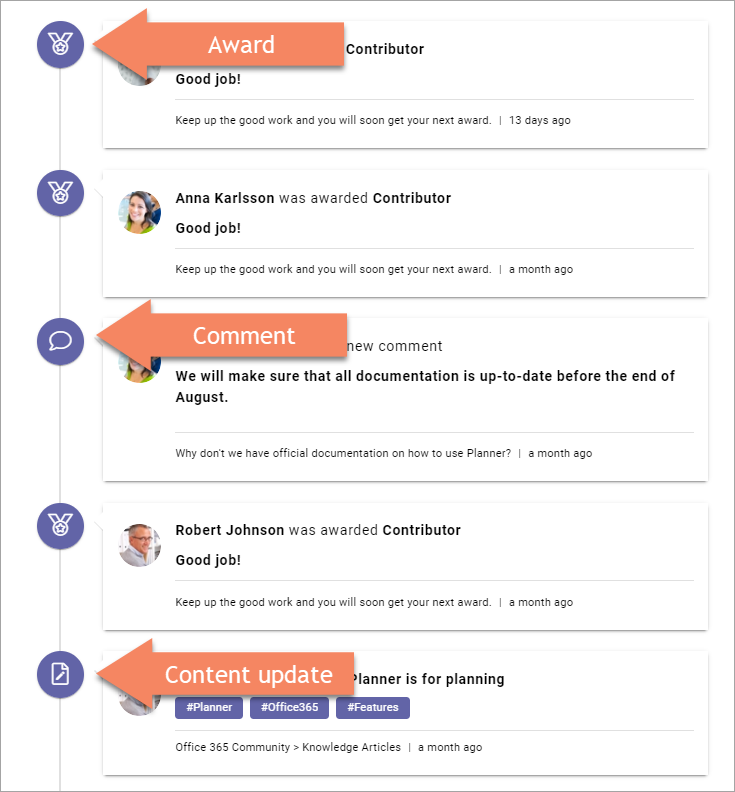 Award
Contributor
Good job!
Keep up the good work and you will soon get your next award. | 13 days ago
Anna Karlsson was awarded Contributor
Good job!
Keep up the good work and you will soon get your next award. | a month ago
Comment
new comment
We will make sure that all documentation is up-to-date before the end of
August.
Why don't we have official documentation on how to use Planner? | a month ago
Robert Johnson was awarded Contributor
Good job!
Keep up the good work and you will soon get your next award. | a month ago
Content update
Planner is for planning
#Planner #Office365 #Features
Office 365 Community > Knowledge Articles | a month ago